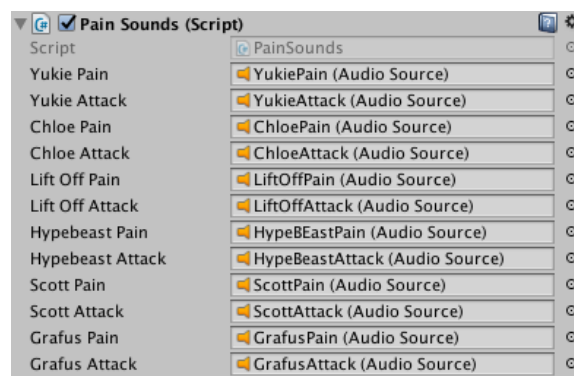 Pain Sounds (Script)
Script PainSounds
Yukie Pain YukiePain (Audio Source)
Yukie Attack YukieAttack (Audio Source)
Chloe Pain ChloePain (Audio Source)
Chloe Attack ChloeAttack (Audio Source)
Lift Off Pain LiftOffPain (Audio Source)
Lift Off Attack LiftOffAttack (Audio Source)
Hypebeast Pain HypeBEastPain (Audio Source)
Hypebeast Attack HypeBeastAttack (Audio Source)
Scott Pain ScottPain (Audio Source)
Scott Attack ScottAttack (Audio Source)
Grafus Pain GrafusPain (Audio Source)
Grafus Attack GrafusAttack (Audio Source)